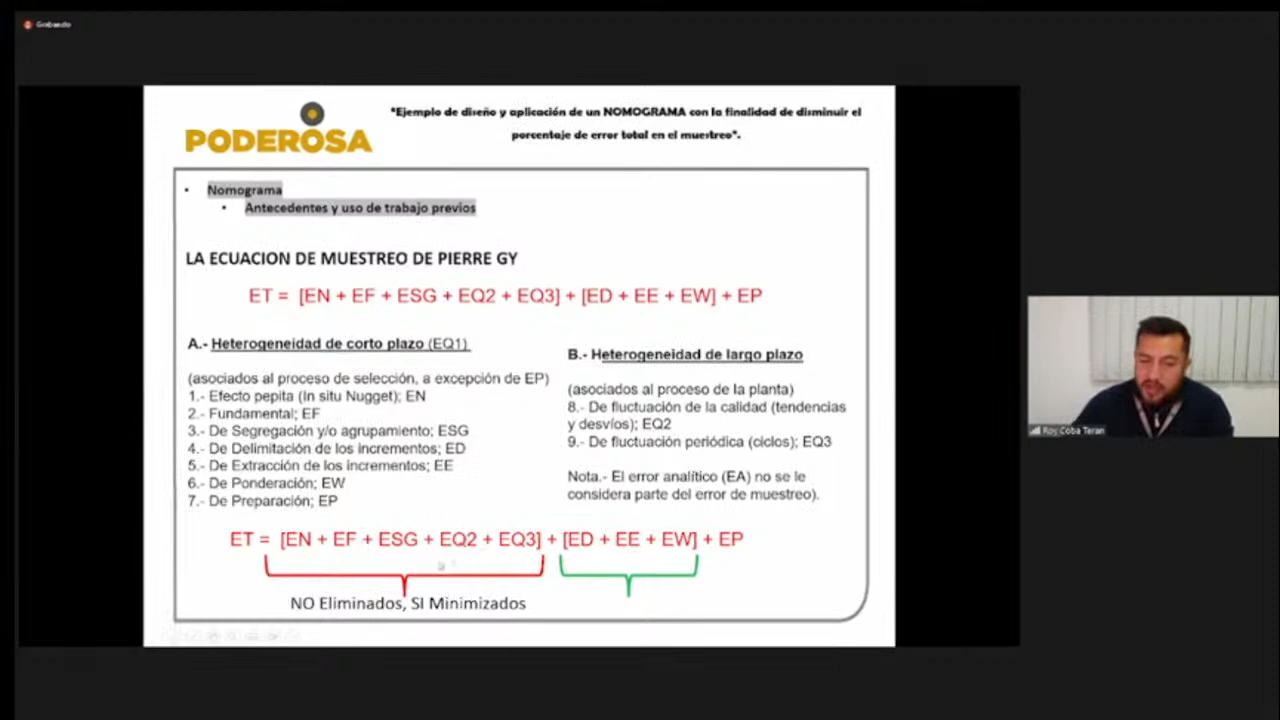 Grabando
"Ejemplo de diseño y aplicación de un NOMOGRAMA con la finalidad de disminuir el
porcentaje de error total en el muestreo".
PODEROSA
• Nomograma
• Antecedentes y uso de trabajo previos
LA ECUACION DE MUESTREO DE PIERRE GY
ET = [EN + EF + ESG + EQ2 + EQ3] + [ED + EE + EW] + EP
A.- Heterogeneidad de corto plazo (EQ1)
(asociados al proceso de selección, a excepción de EP)
1.- Efecto pepita (In situ Nugget); EN
2.- Fundamental; EF
3.- De Segregación y/o agrupamiento; ESG
4.- De Delimitación de los incrementos; ED
5.- De Extracción de los incrementos; EE
6.- De Ponderación; EW
7.- De Preparación; EP
B.- Heterogeneidad de largo plazo
(asociados al proceso de la planta)
8.- De fluctuación de la calidad (tendencias
y desvíos); EQ2
9.- De fluctuación periódica (ciclos); EQ3
Nota.- El error analítico (EA) no se le
considera parte del error de muestreo).
ET = [EN + EF + ESG + EQ2 + EQ3] + [ED + EE + EW] + EP
NO Eliminados, SI Minimizados
Roy Coba Teran